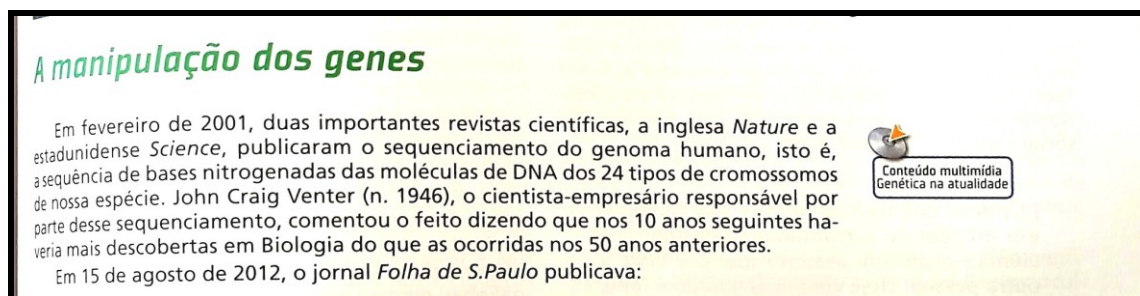 A manipulação dos genes
Em fevereiro de 2001, duas importantes revistas científicas, a inglesa Nature e a
estadunidense Science, publicaram o sequenciamento do genoma humano, isto é,
a sequência de bases nitrogenadas das moléculas de DNA dos 24 tipos de cromossomos
de nossa espécie. John Craig Venter (n. 1946), o cientista-empresário responsável por
parte desse sequenciamento, comentou o feito dizendo que nos 10 anos seguintes ha-
veria mais descobertas em Biologia do que as ocorridas nos 50 anos anteriores.
Em 15 de agosto de 2012, o jornal Folha de S.Paulo publicava:
Conteúdo multimídia
Genética na atualidade